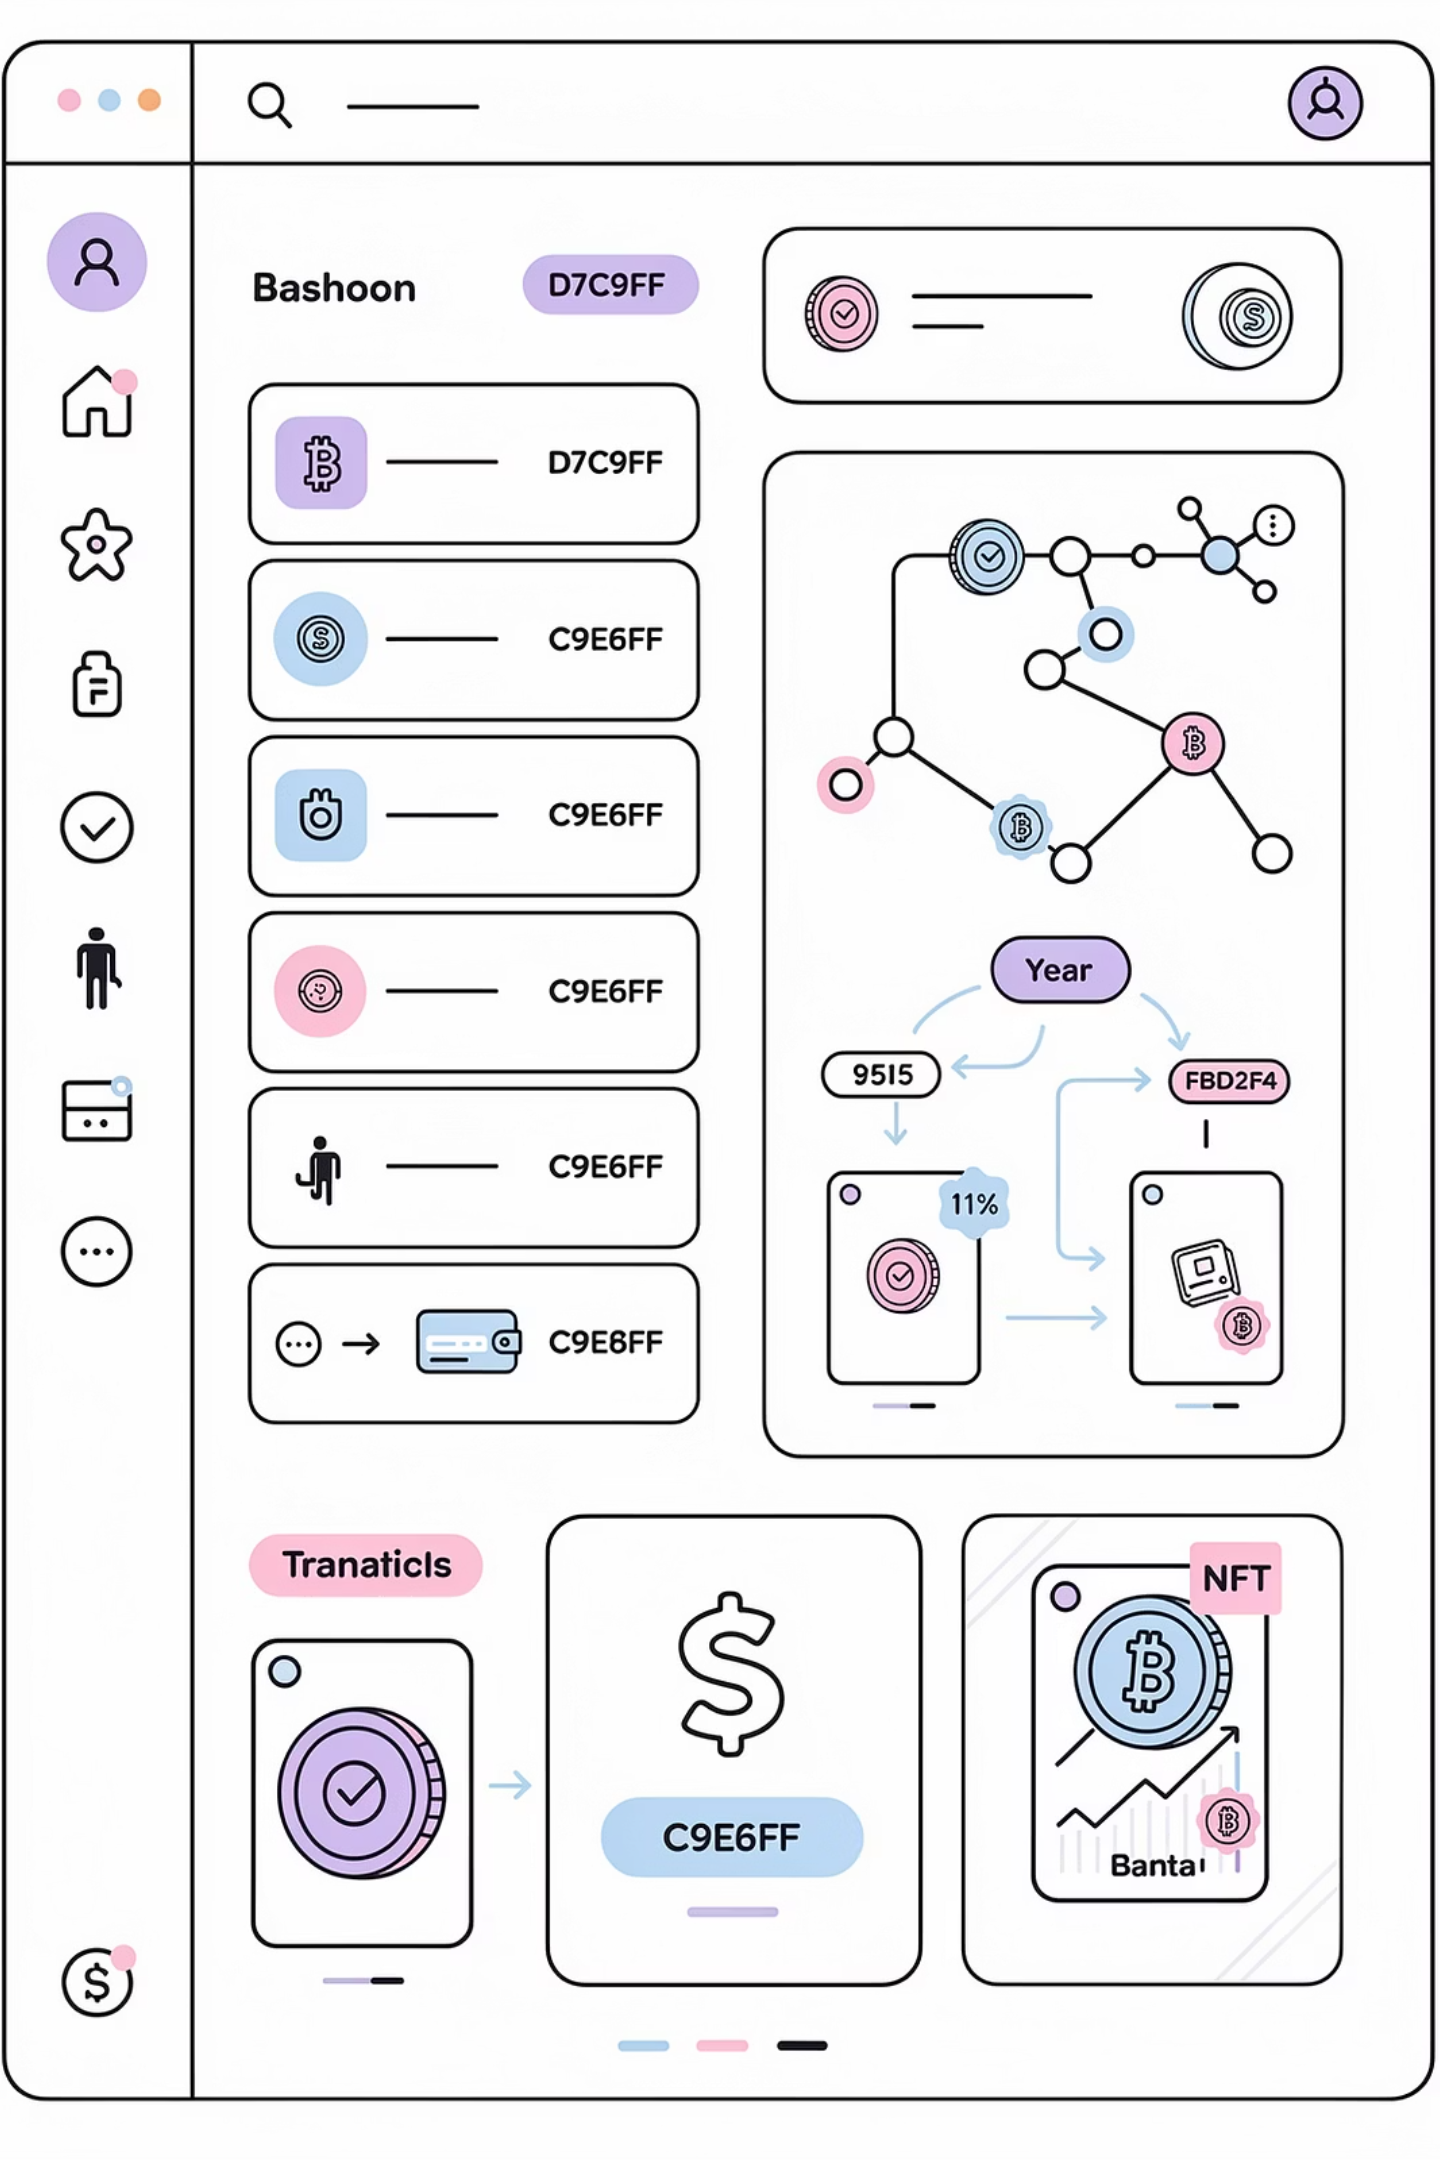 Bashoon
D7C9FF
D7C9FF
C9E6FF
C9E6FF
C9E6FF
C9E6FF
C9E8FF
Year
9515
FBD2F4
11%
Tranaticls
C9E6FF
NFT
Banta